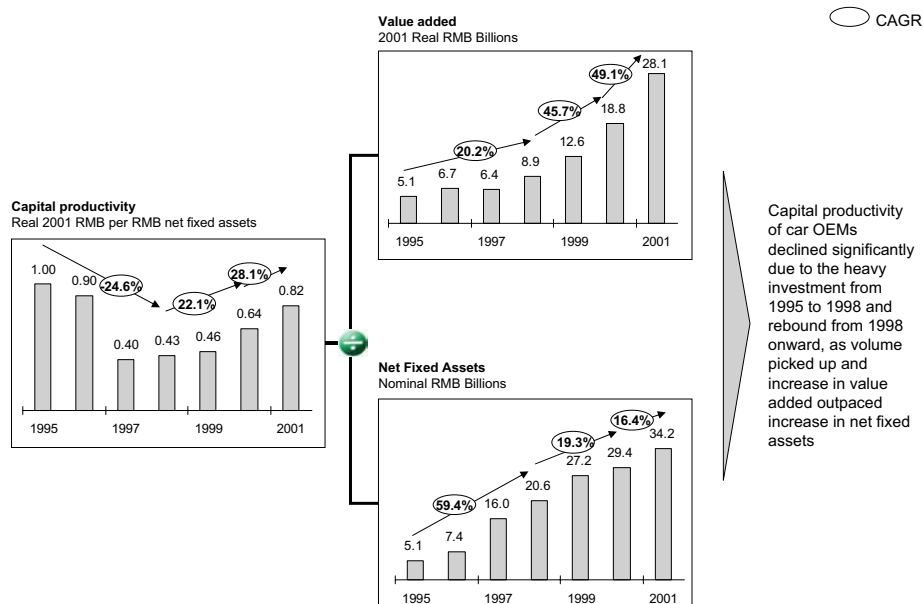 CAGR
Value added
2001 Real RMB Billions
49.1%
28.1
45.7%
18.8
20.2%
12.6
8.9
6.7
6.4
5.1
1995 1997 1999 2001
Capital productivity
Real 2001 RMB per RMB net fixed assets
1.00
-24.6%
28.1%
0.90
22.1%
0.82
0.64
0.40
0.43
0.46
1995 1997 1999 2001
÷
Net Fixed Assets
Nominal RMB Billions
16.4%
19.3%
34.2
59.4%
27.2
29.4
20.6
16.0
7.4
5.1
1995 1997 1999 2001
Capital productivity
of car OEMs
declined significantly
due to the heavy
investment from
1995 to 1998 and
rebound from 1998
onward, as volume
picked up and
increase in value
added outpaced
increase in net fixed
assets